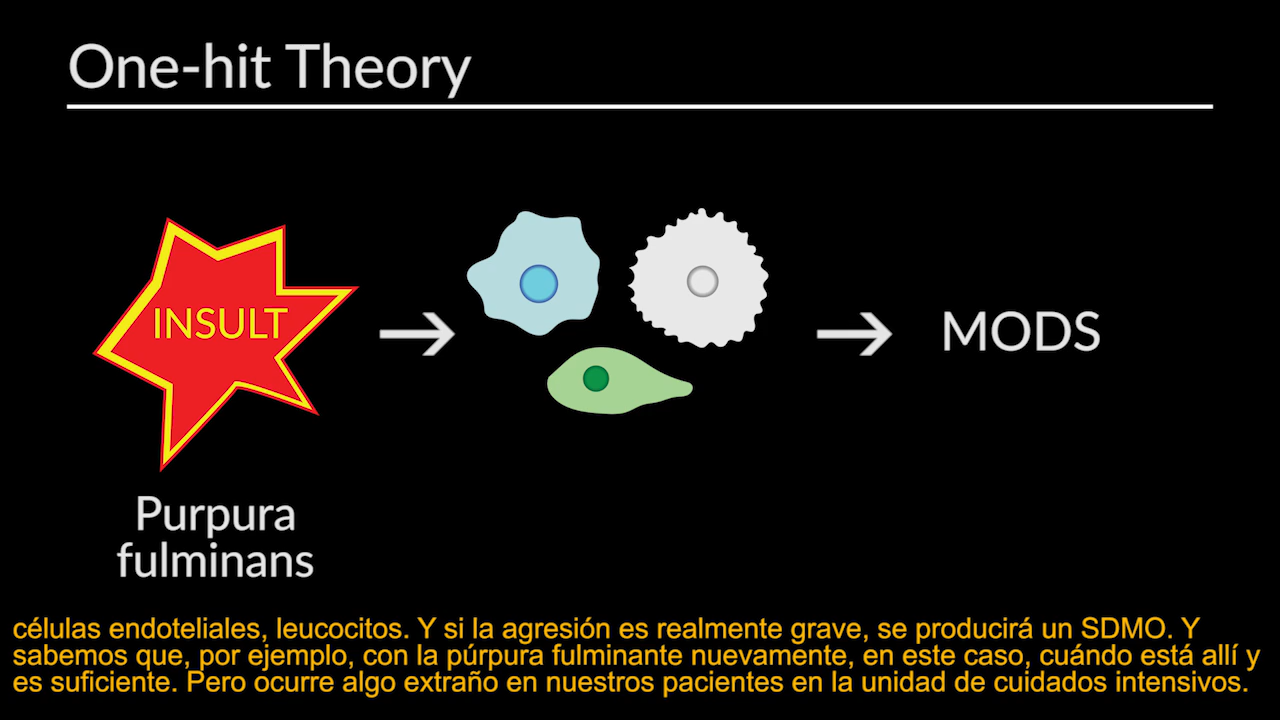 One-hit Theory
INSULT
MODS
Purpura
fulminans
células endoteliales, leucocitos. Y si la agresión es realmente grave, se producirá un SDMO. Y
sabemos que, por ejemplo, con la púrpura fulminante nuevamente, en este caso, cuándo está allí y
es suficiente. Pero ocurre algo extraño en nuestros pacientes en la unidad de cuidados intensivos.